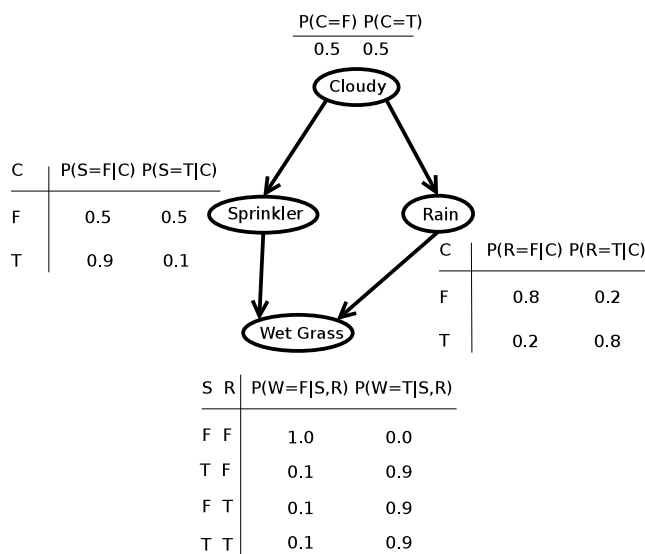 P(C=F) P(C=T)
0.5 0.5
Cloudy
C P(S=F|C) P(S=T|C)
F 0.5 0.5
T 0.9 0.1
Sprinkler
Rain
C P(R=F|C) P(R=T|C)
F 0.8 0.2
T 0.2 0.8
Wet Grass
S R P(W=F|S,R) P(W=T|S,R)
F F 1.0 0.0
T F 0.1 0.9
F T 0.1 0.9
T T 0.1 0.9